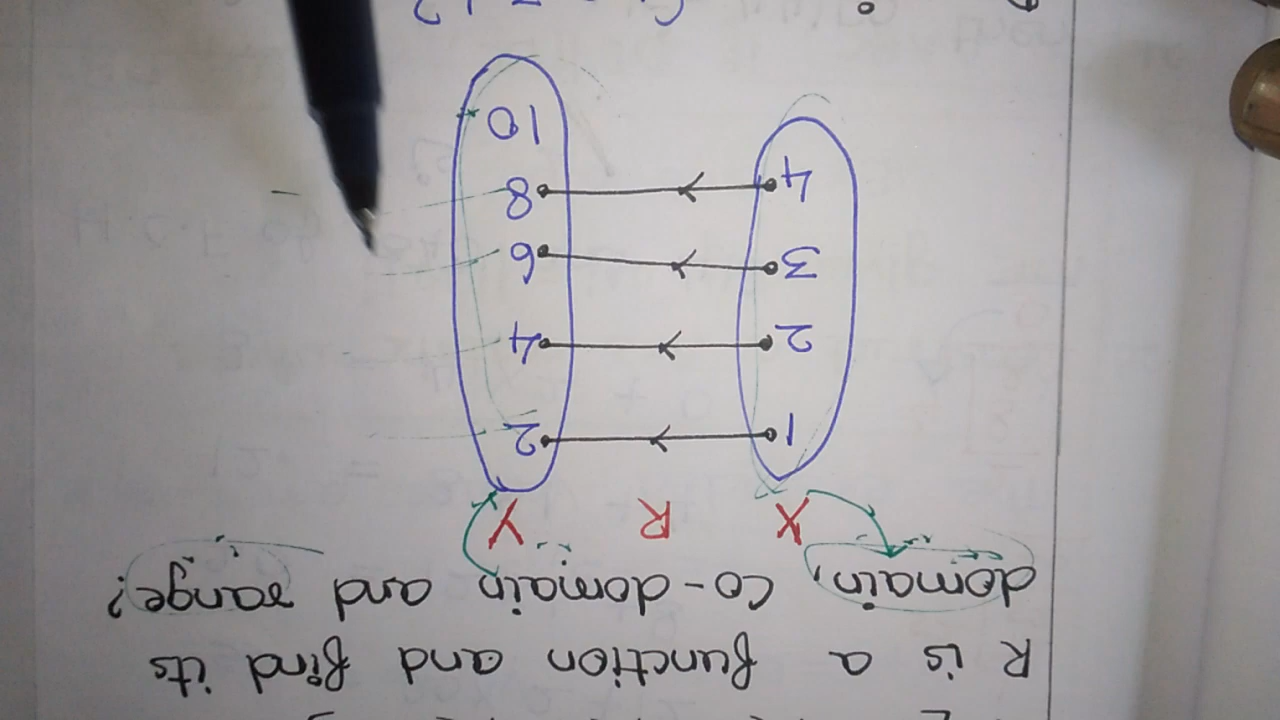 R is a function and find its
domain, Co-domain and range?
X R Y
1 2
2 4
3 6
4 8
10